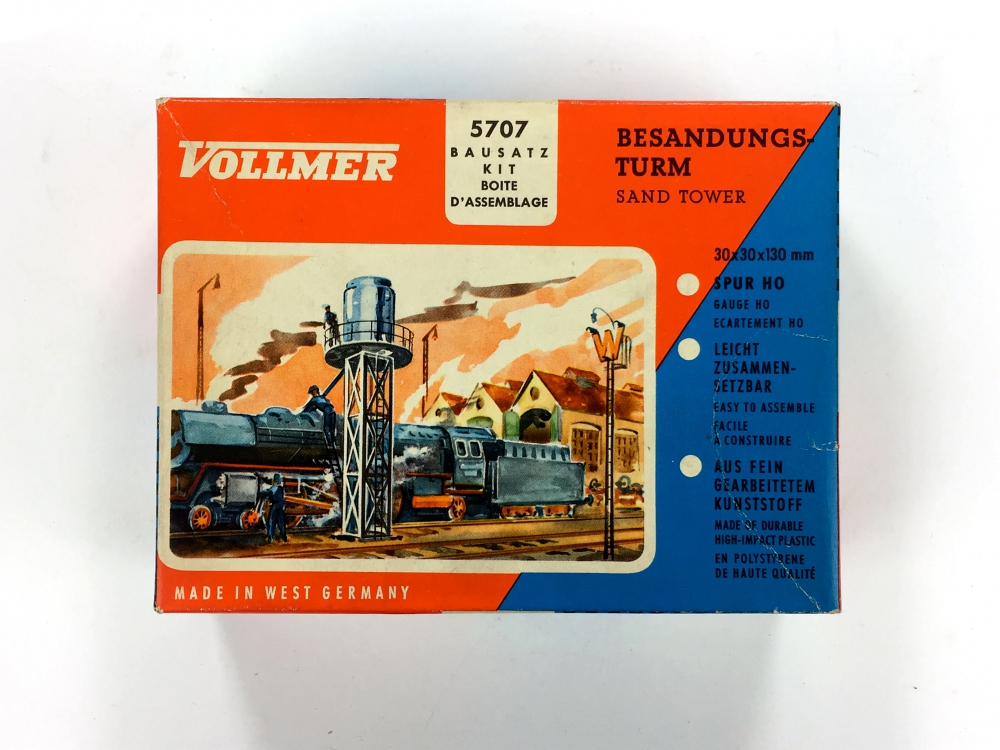 VOLLMER
5707
BAUSATZ
KIT
BOITE
D'ASSEMBLAGE
BESANDUNGS-
TURM
SAND TOWER
30x30x130 mm
SPUR HO
GAUGE HO
ECARTEMENT HO
LEICHT
ZUSAMMEN-
SETZBAR
EASY TO ASSEMBLE
FACILE
À CONSTRUIRE
AUS FEIN
GEARBEITETEM
KUNSTSTOFF
MADE OF DURABLE
HIGH-IMPACT PLASTIC
EN POLYSTYRENE
DE HAUTE QUALITÉ
W
MADE IN WEST GERMANY